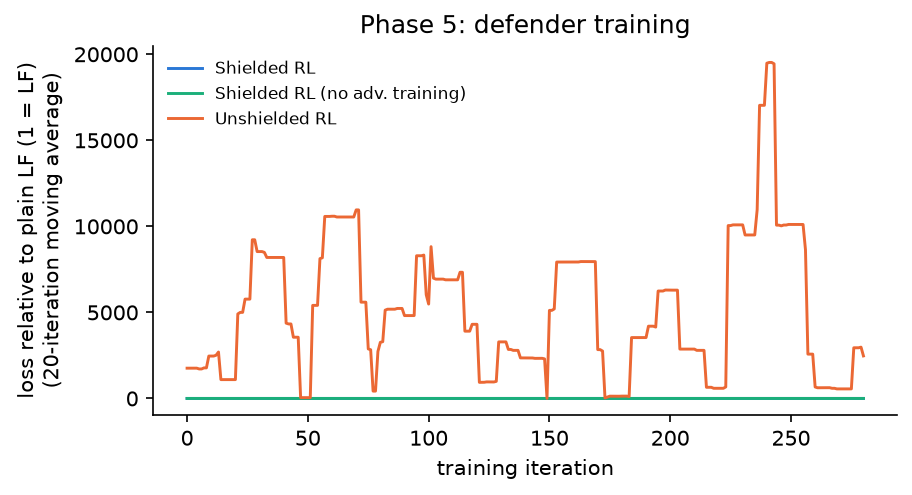 Phase 5: defender training
loss relative to plain LF (1 = LF)
(20-iteration moving average)
20000
15000
10000
5000
0
Shielded RL
Shielded RL (no adv. training)
Unshielded RL
0
50
100
150
200
250
training iteration